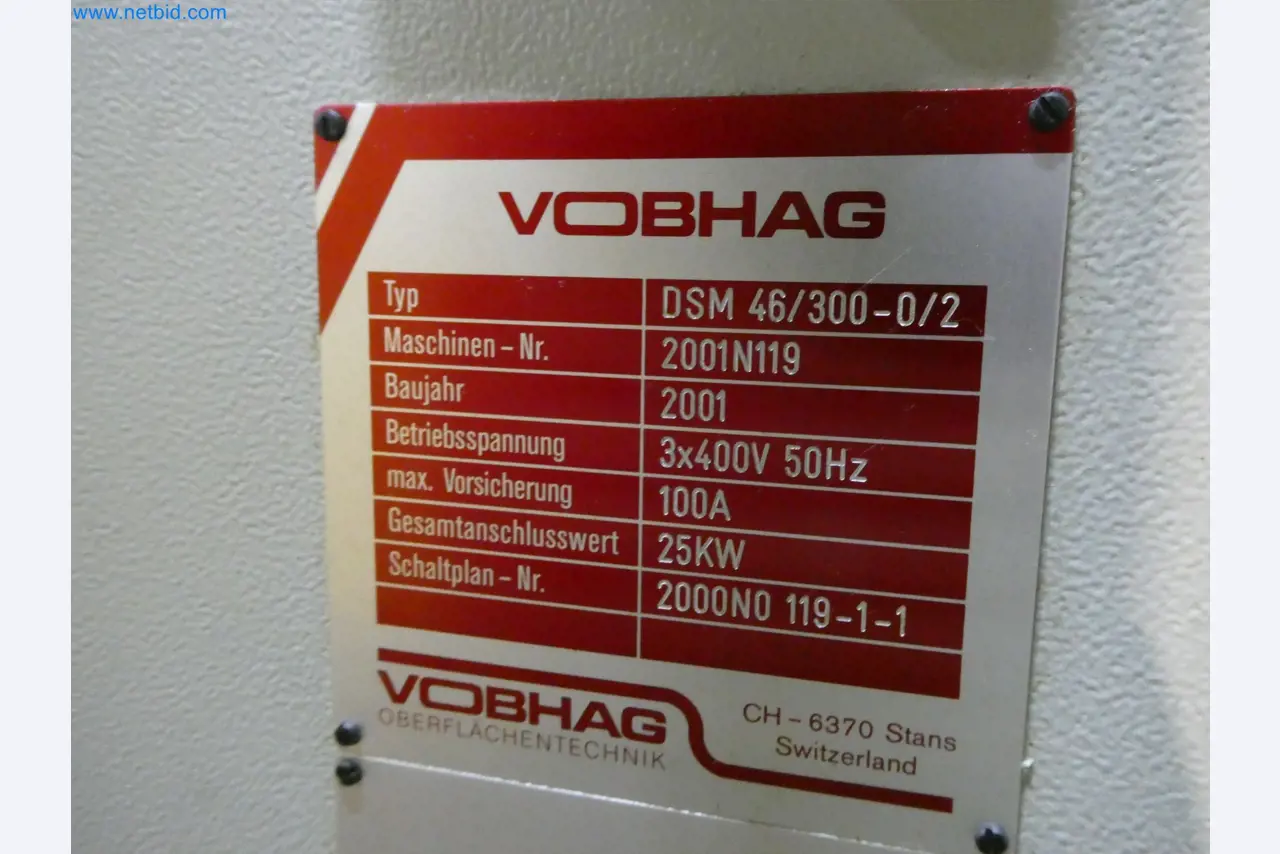 www.netbid.com
VOBHAG
Typ DSM 46/300-0/2
Maschinen-Nr. 2001N119
Baujahr 2001
Betriebsspannung 3x400V 50Hz
max. Vorsicherung 100A
Gesamtanschlusswert 25KW
Schaltplan-Nr. 2000NO 119-1-1
VOBHAG
OBERFLÄCHENTECHNIK
CH-6370 Stans
Switzerland